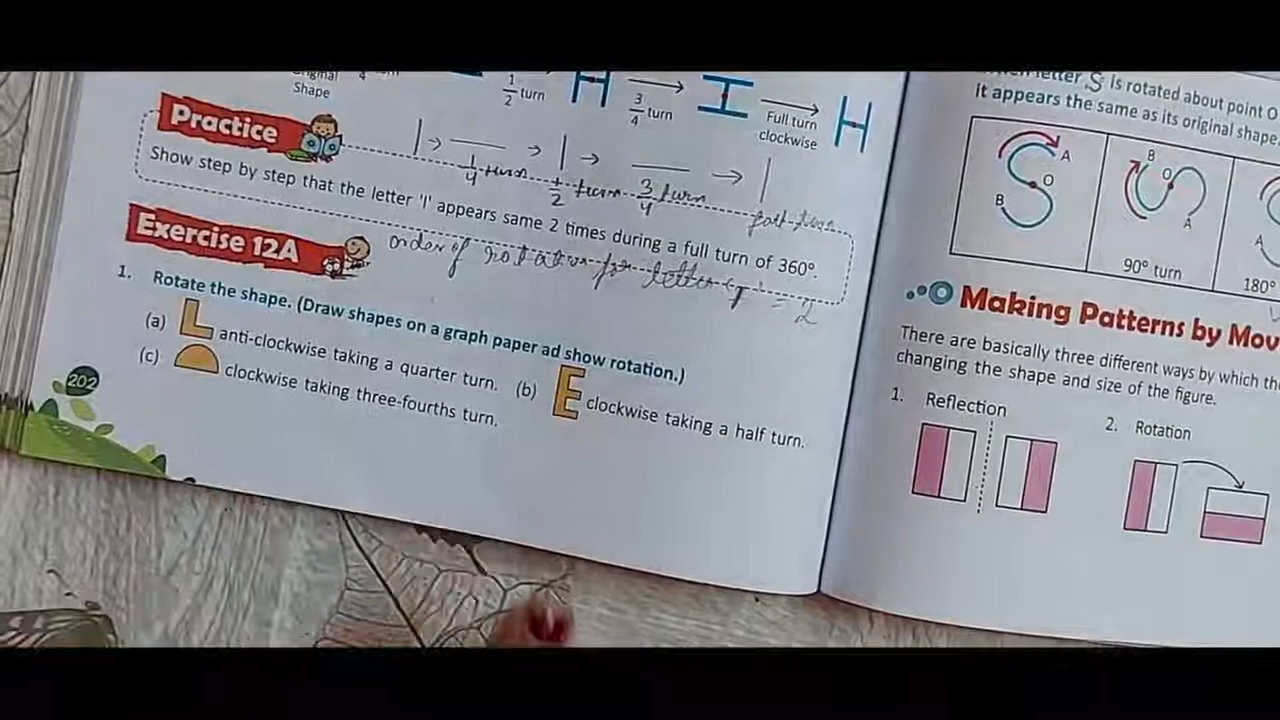 Shape
1/2 turn
3/4 turn
Full turn
clockwise
Practice
1/4 turn 1/2 turn 3/4 turn
Show step by step that the letter 'I' appears same 2 times during a full turn of 360º.
Exercise 12A
order of rotation for letter 'I' = 2
1. Rotate the shape. (Draw shapes on a graph paper ad show rotation.)
(a) L anti-clockwise taking a quarter turn. (b) E clockwise taking a half turn.
(c) clockwise taking three-fourths turn.
202
letter S is rotated about point O
it appears the same as its original shape.
A O B
B O A
A
90º turn
180º
Making Patterns by Mov
There are basically three different ways by which the
changing the shape and size of the figure.
1. Reflection
2. Rotation